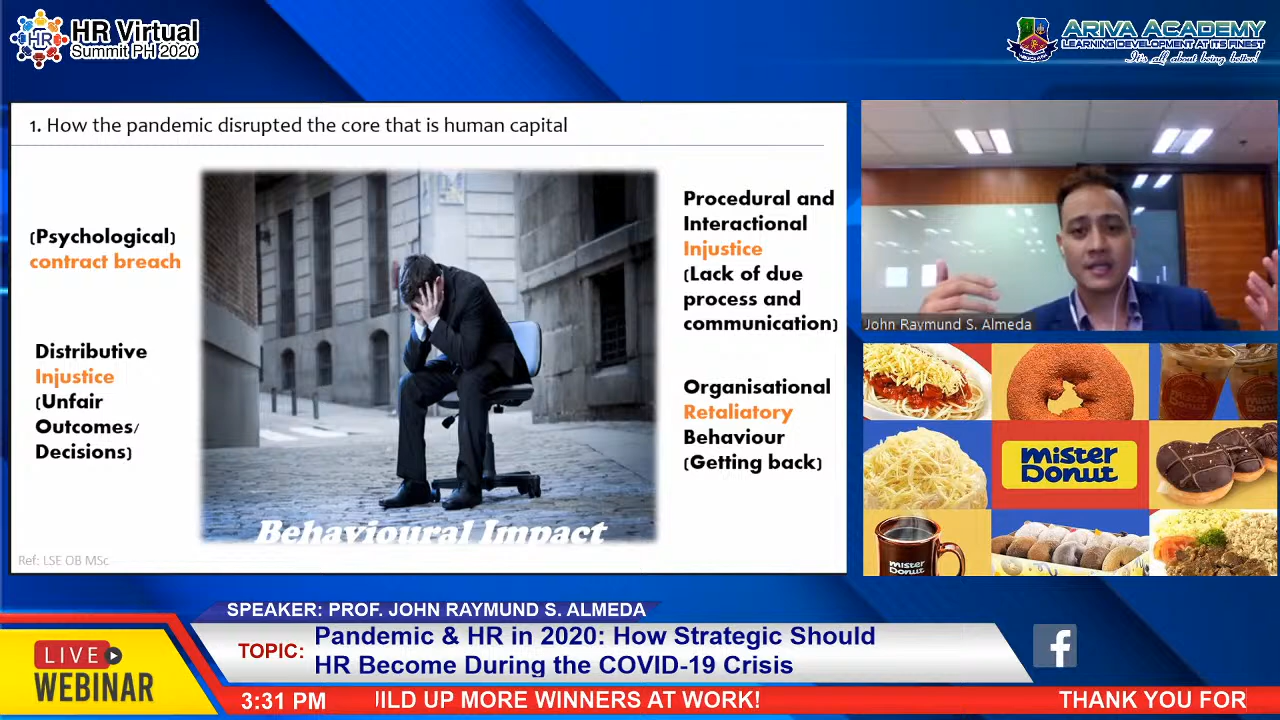 HR
HR Virtual
Summit PH 2020
ARIVA ACADEMY
LEARNING DEVELOPMENT AT ITS FINEST
It's all about being better!
1. How the pandemic disrupted the core that is human capital
(Psychological)
contract breach
Distributive
Injustice
(Unfair
Outcomes/
Decisions)
Procedural and
Interactional
Injustice
(Lack of due
process and
communication)
Organisational
Retaliatory
Behaviour
(Getting back)
Behavioural Impact
Ref: LSE OB MSc
John Raymund S. Almeda
mister
Donut
mister
Donut
SPEAKER: PROF. JOHN RAYMUND S. ALMEDA
TOPIC:
Pandemic & HR in 2020: How Strategic Should
HR Become During the COVID-19 Crisis
LIVE
WEBINAR
3:31 PM
ILD UP MORE WINNERS AT WORK!
THANK YOU FOR